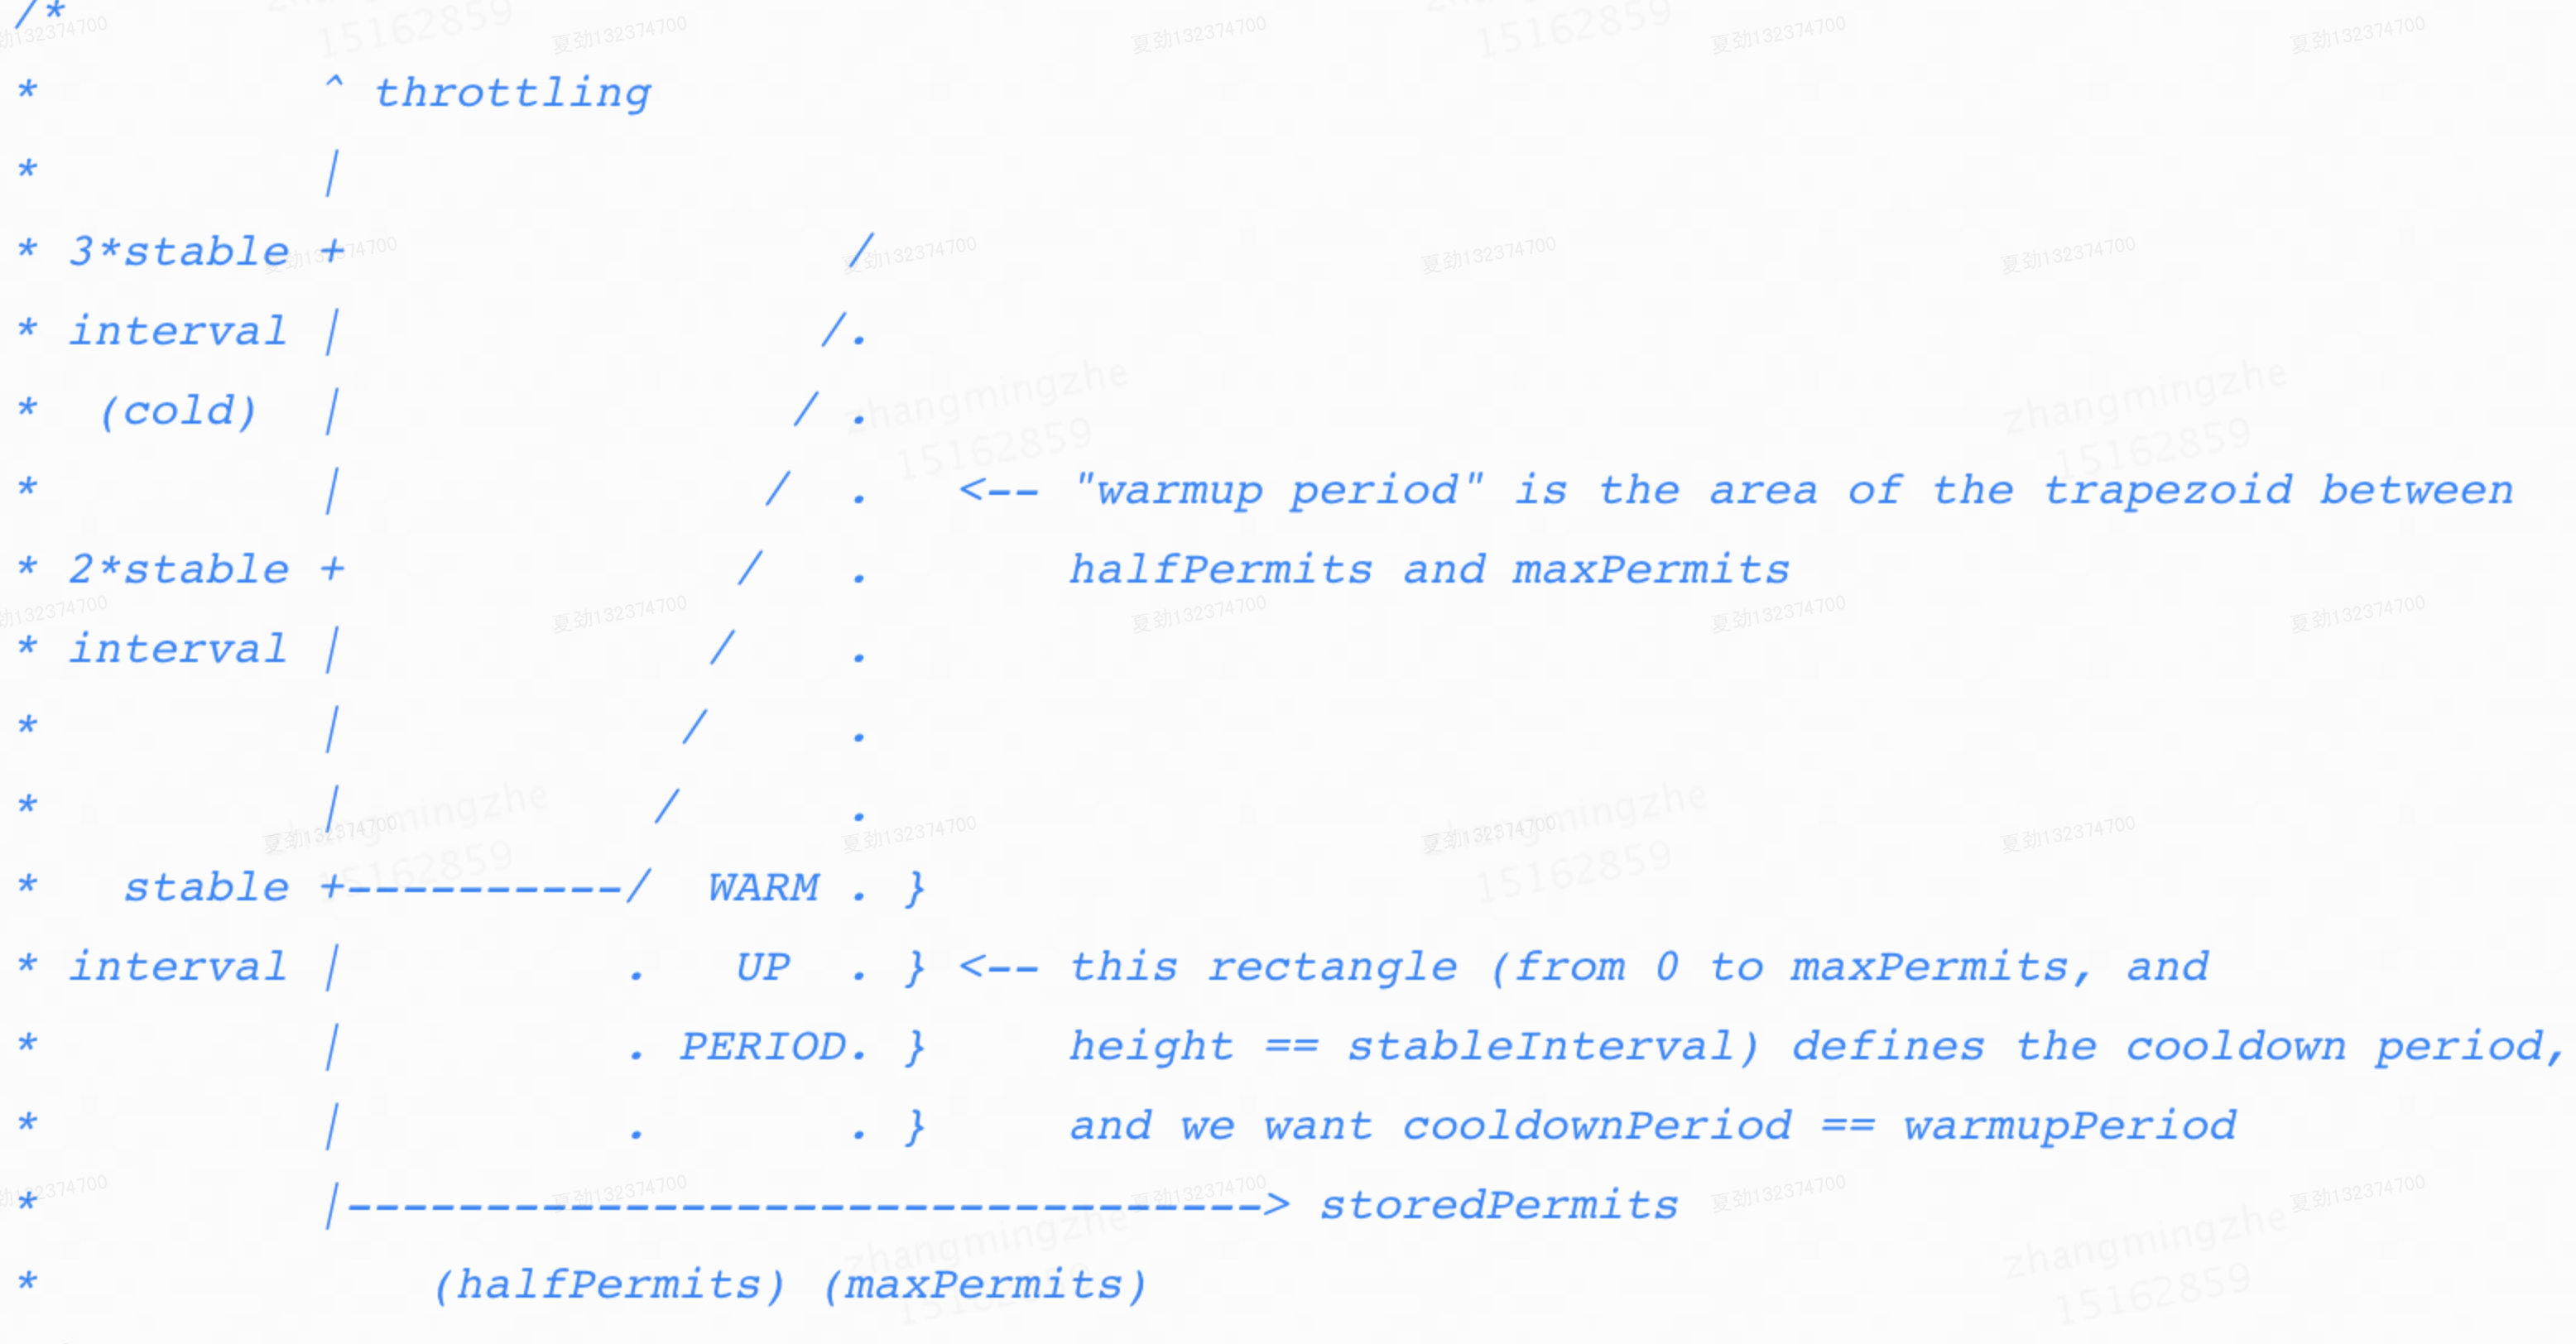 /*
*          ^ throttling
*          |
* 3*stable +                  /
* interval |                 /.
*  (cold)  |                / .
*          |               /  .   <-- "warmup period" is the area of the trapezoid between
* 2*stable +              /   .       halfPermits and maxPermits
* interval |             /    .
*          |            /     .
*          |           /      .
*   stable +----------/  WARM . }
* interval |          .   UP  . } <-- this rectangle (from 0 to maxPermits, and
*          |          . PERIOD. }     height == stableInterval) defines the cooldown period,
*          |          .       . }     and we want cooldownPeriod == warmupPeriod
*          |---------------------------------> storedPermits
*              (halfPermits) (maxPermits)
夏劲132374700
zhangmingzhe
15162859